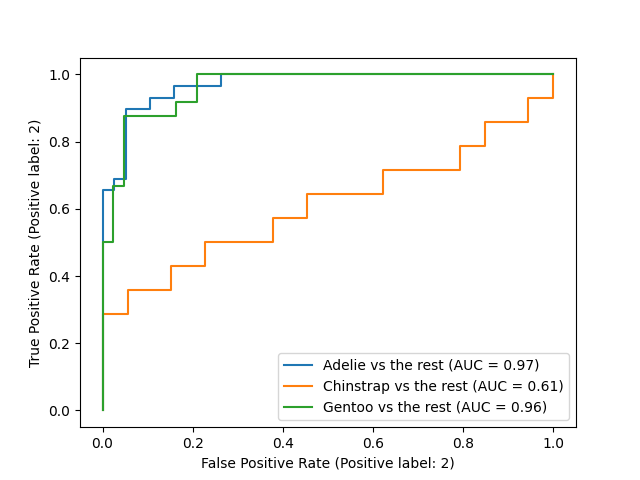 1.0
0.8
0.6
0.4
0.2
0.0
True Positive Rate (Positive label: 2)
Adelie vs the rest (AUC = 0.97)
Chinstrap vs the rest (AUC = 0.61)
Gentoo vs the rest (AUC = 0.96)
0.0 0.2 0.4 0.6 0.8 1.0
False Positive Rate (Positive label: 2)